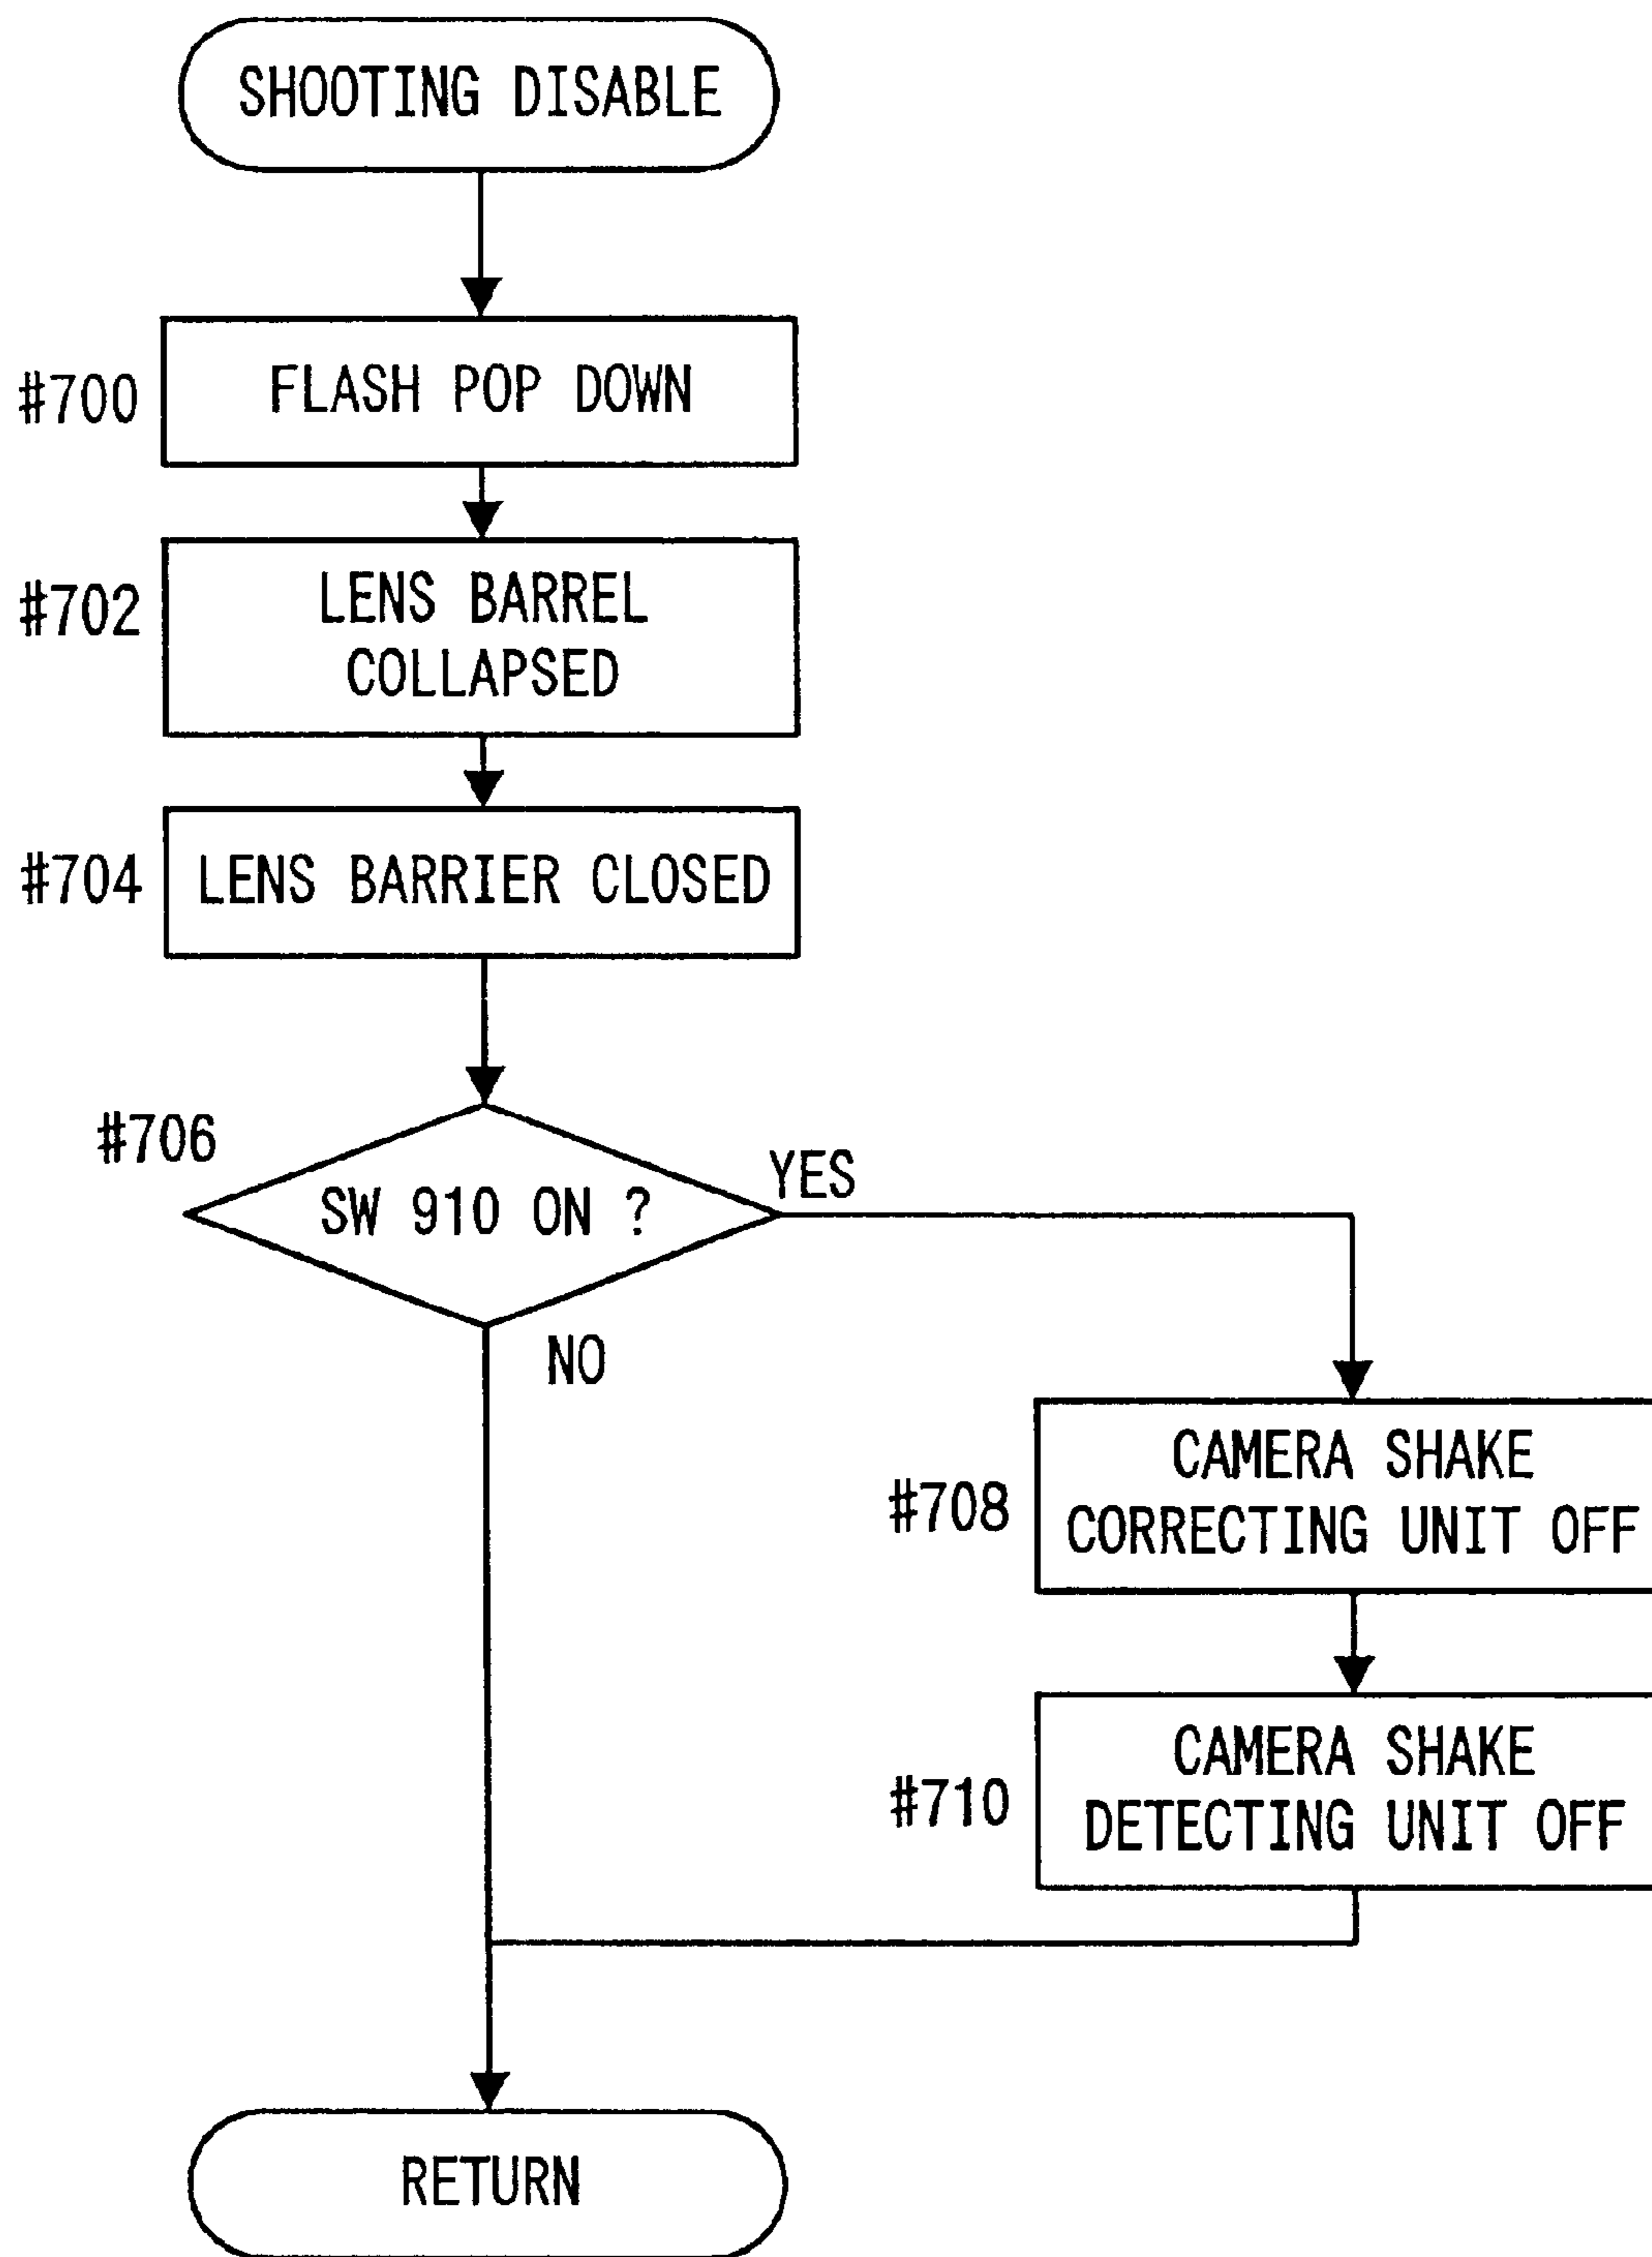 SHOOTING DISABLE
#700
FLASH POP DOWN
#702
LENS BARREL
COLLAPSED
#704
LENS BARRIER CLOSED
#706
SW 910 ON ?
YES
NO
#708
CAMERA SHAKE
CORRECTING UNIT OFF
#710
CAMERA SHAKE
DETECTING UNIT OFF
RETURN